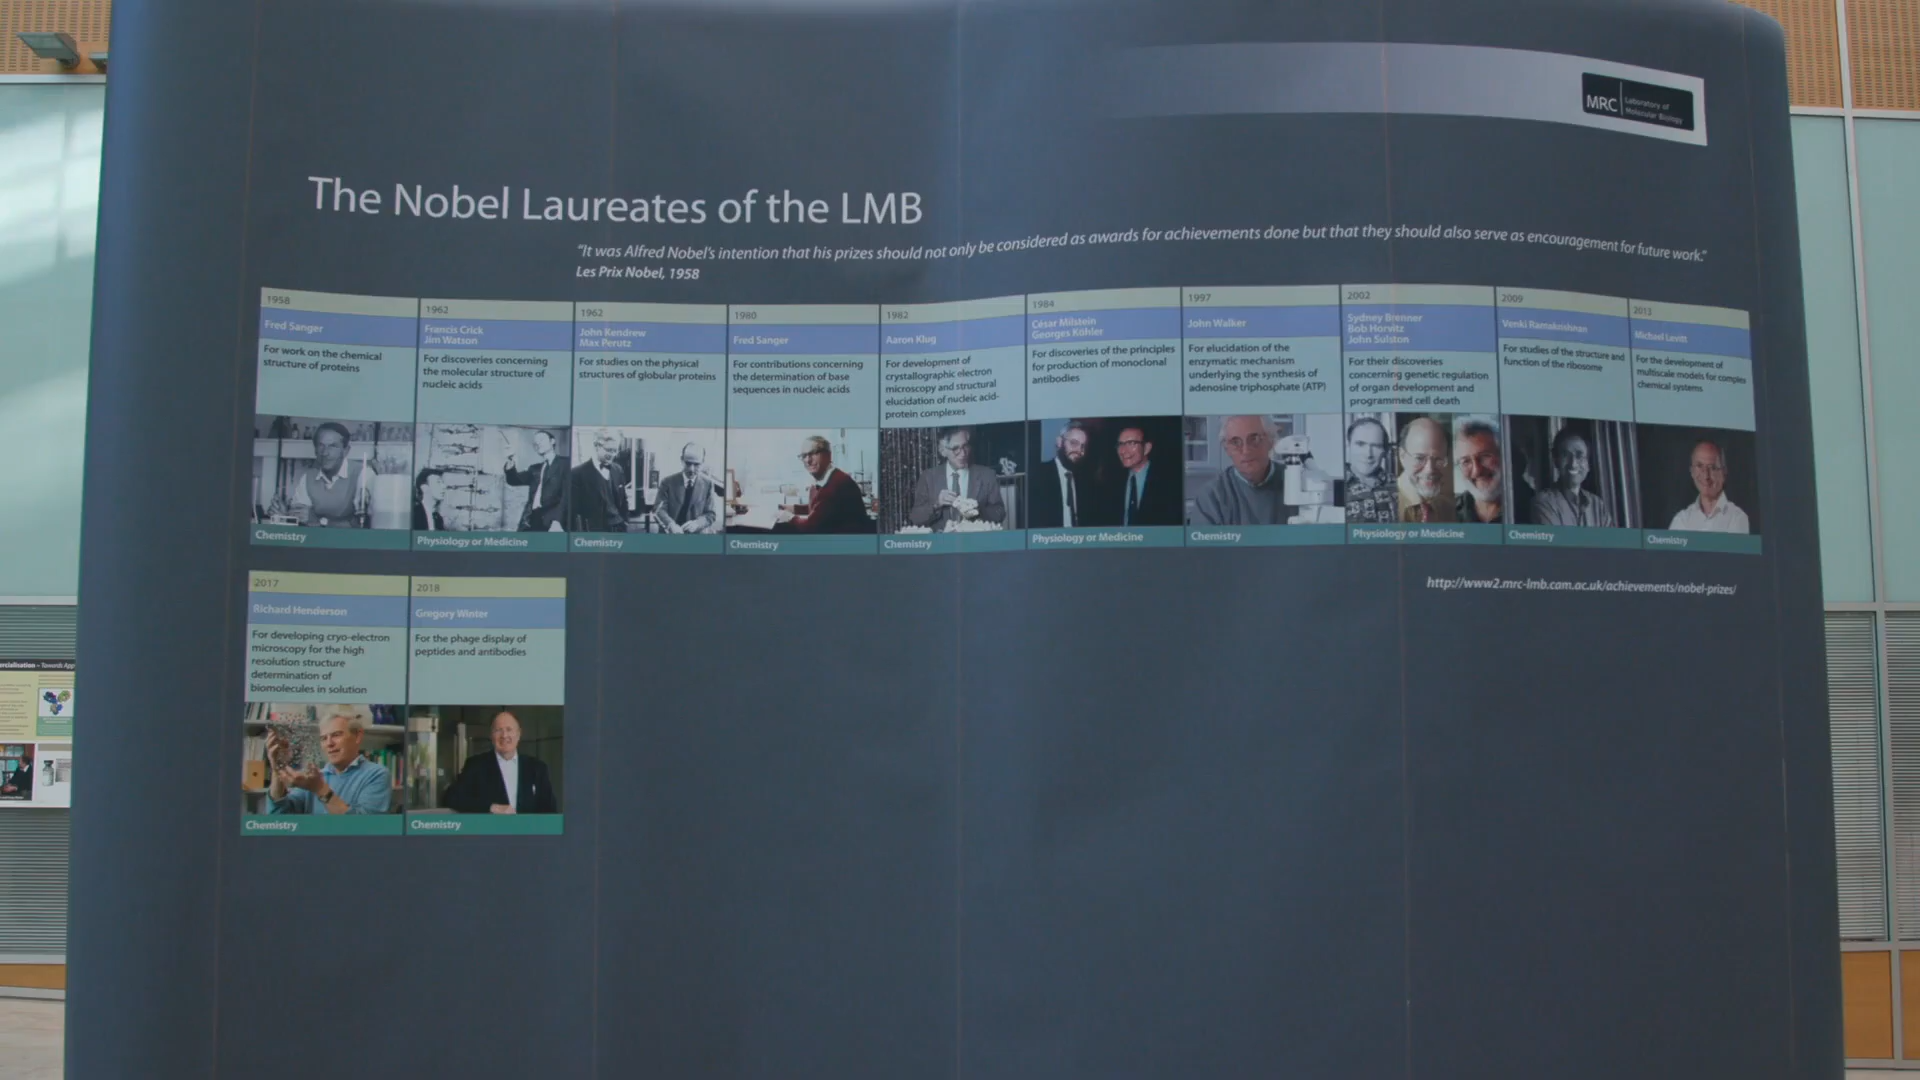 MRC
Laboratory of
Molecular Biology
The Nobel Laureates of the LMB
"It was Alfred Nobel's intention that his prizes should not only be considered as awards for achievements done but that they should also serve as encouragement for future work."
Les Prix Nobel, 1958
1958
Fred Sanger
For work on the chemical
structure of proteins
Chemistry
1962
Francis Crick
Jim Watson
For discoveries concerning
the molecular structure of
nucleic acids
Physiology or Medicine
1962
John Kendrew
Max Perutz
For studies on the physical
structures of globular proteins
Chemistry
1980
Fred Sanger
For contributions concerning
the determination of base
sequences in nucleic acids
Chemistry
1982
Aaron Klug
For development of
crystallographic electron
microscopy and structural
elucidation of nucleic acid-
protein complexes
Chemistry
1984
César Milstein
Georges Köhler
For discoveries of the principles
for production of monoclonal
antibodies
Physiology or Medicine
1997
John Walker
For elucidation of the
enzymatic mechanism
underlying the synthesis of
adenosine triphosphate (ATP)
Chemistry
2002
Sydney Brenner
Bob Horvitz
John Sulston
For their discoveries
concerning genetic regulation
of organ development and
programmed cell death
Physiology or Medicine
2009
Venki Ramakrishnan
For studies of the structure and
function of the ribosome
Chemistry
2013
Michael Levitt
For the development of
multiscale models for complex
chemical systems
Chemistry
http://www2.mrc-lmb.cam.ac.uk/achievements/nobel-prizes/
2017
Richard Henderson
For developing cryo-electron
microscopy for the high
resolution structure
determination of
biomolecules in solution
Chemistry
2018
Gregory Winter
For the phage display of
peptides and antibodies
Chemistry